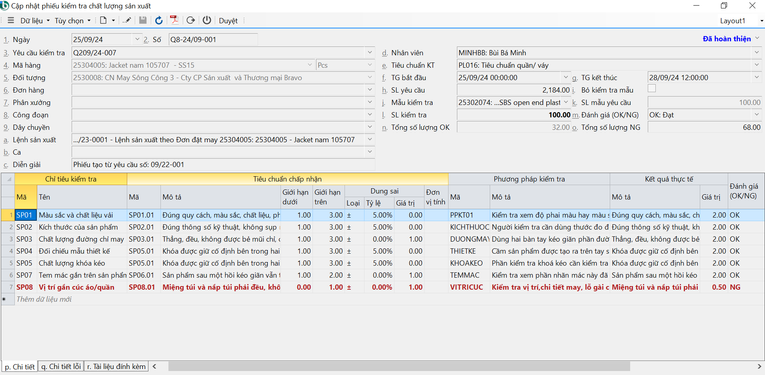 Cập nhật phiếu kiểm tra chất lượng sản xuất
Dữ liệu Tùy chọn Duyệt Layout1
1. Ngày 25/09/24 2. Số Q8-24/09-001 Đã hoàn thiện
3. Yêu cầu kiểm tra Q209/24-007 d. Nhân viên MINHBB: Bùi Bá Minh
4. Mã hàng 25304005: Jacket nam 105707 - SS15 Pcs e. Tiêu chuẩn KT PL016: Tiêu chuẩn quần/ váy
5. Đối tượng 2530008: CN May Sông Công 3 - Cty CP Sản xuất và Thương mại Bravo f. TG bắt đầu 25/09/24 00:00:00 g. TG kết thúc 28/09/24 12:00:00
6. Đơn hàng h. SL yêu cầu 2,184.00 i. Bỏ kiểm tra mẫu
7. Phân xưởng j. Mẫu kiểm tra 25302074: ...SBS open end plast k. SL mẫu yêu cầu 100.00
8. Công đoạn l. SL kiểm tra 100.00 m. Đánh giá (OK/NG) OK: Đạt
9. Dây chuyền n. Tổng số lượng OK 32.00 o. Tổng số lượng NG 68.00
a. Lệnh sản xuất .../23-0001 - Lệnh sản xuất theo Đơn đặt may 25304005: 25304005 - Jacket nam 105707
b. Ca
c. Diễn giải Phiếu tạo từ yêu cầu số: 09/22-001
Chỉ tiêu kiểm tra Tiêu chuẩn chấp nhận Phương pháp kiểm tra Kết quả thực tế Đánh giá (OK/NG)
Mã Tên Mã Mô tả Giới hạn dưới Giới hạn trên Dung sai Loại Tỷ lệ Giá trị Đơn vị tính Mã Mô tả Mô tả Giá trị
1 SP01 Màu sắc và chất liệu vải SP01.01 Đúng quy cách, màu sắc, chất liệu, ph 1.00 3.00 ± 5.00% 0.00 PPKT01 Kiểm tra xem độ phai màu hay màu s Đúng quy cách, màu sắc, ch 2.00 OK
2 SP02 Kích thước của sản phẩm SP02.01 Đúng thông số kỹ thuật, không sup 1.00 3.00 ± 5.00% 0.00 KICHTHUOC Người kiểm tra cần dùng thước đo đ Đúng thông số kỹ thuật, kh 2.00 OK
3 SP03 Chất lượng đường chỉ may SP03.01 Thẳng, đều, không được bẻ mũi chỉ, c 1.00 3.00 ± 5.00% 0.00 DUONGMAY Dùng hai bàn tay kéo giãn phần đườ Thẳng, đều, không được bẻ 2.00 OK
4 SP04 Đối chiếu mẫu thiết kế SP04.01 Khóa được giữ cố định bên trong hai 1.00 3.00 ± 5.00% 0.00 THIETKE Cầm sản phẩm được tạo ra trên tay s Khóa được giữ cố định bên 2.00 OK
5 SP05 Chất lượng khóa kéo SP05.01 Khóa được giữ cố định bên trong hai 1.00 3.00 ± 5.00% 0.00 KHOAKEO Phần kiểm tra khoá kéo cần kiểm tra Khóa được giữ cố định bên 2.00 OK
6 SP07 Tem mác gắn trên sản phẩn SP06.01 Sản phẩm sau một hồi kéo giãn vẫn t 1.00 2.00 ± 0.00% 1.00 TEMMAC Kiểm tra xem phần nhãn mác này đã Sản phẩm sau một hồi kéo 2.00 OK
7 SP08 Vị trí gắn cúc áo/quần SP08.01 Miệng túi và nắp túi phải đều, khô 0.00 1.00 ± 0.00% 1.00 VITRICUC Kiểm tra vị trí,chi tiết may, lỗ gài c Miệng túi và nắp túi phải 0.50 NG
Thêm dữ liệu mới
p. Chi tiết q. Chi tiết lỗi r. Tài liệu đính kèm